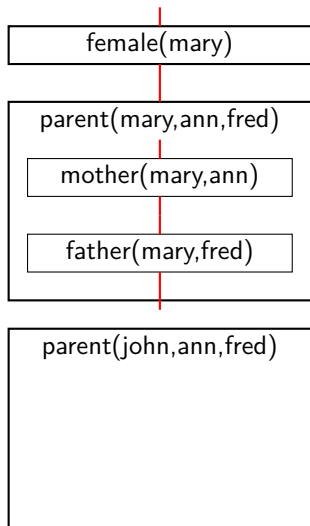 female(mary)
parent(mary,ann,fred)
mother(mary,ann)
father(mary,fred)
parent(john,ann,fred)